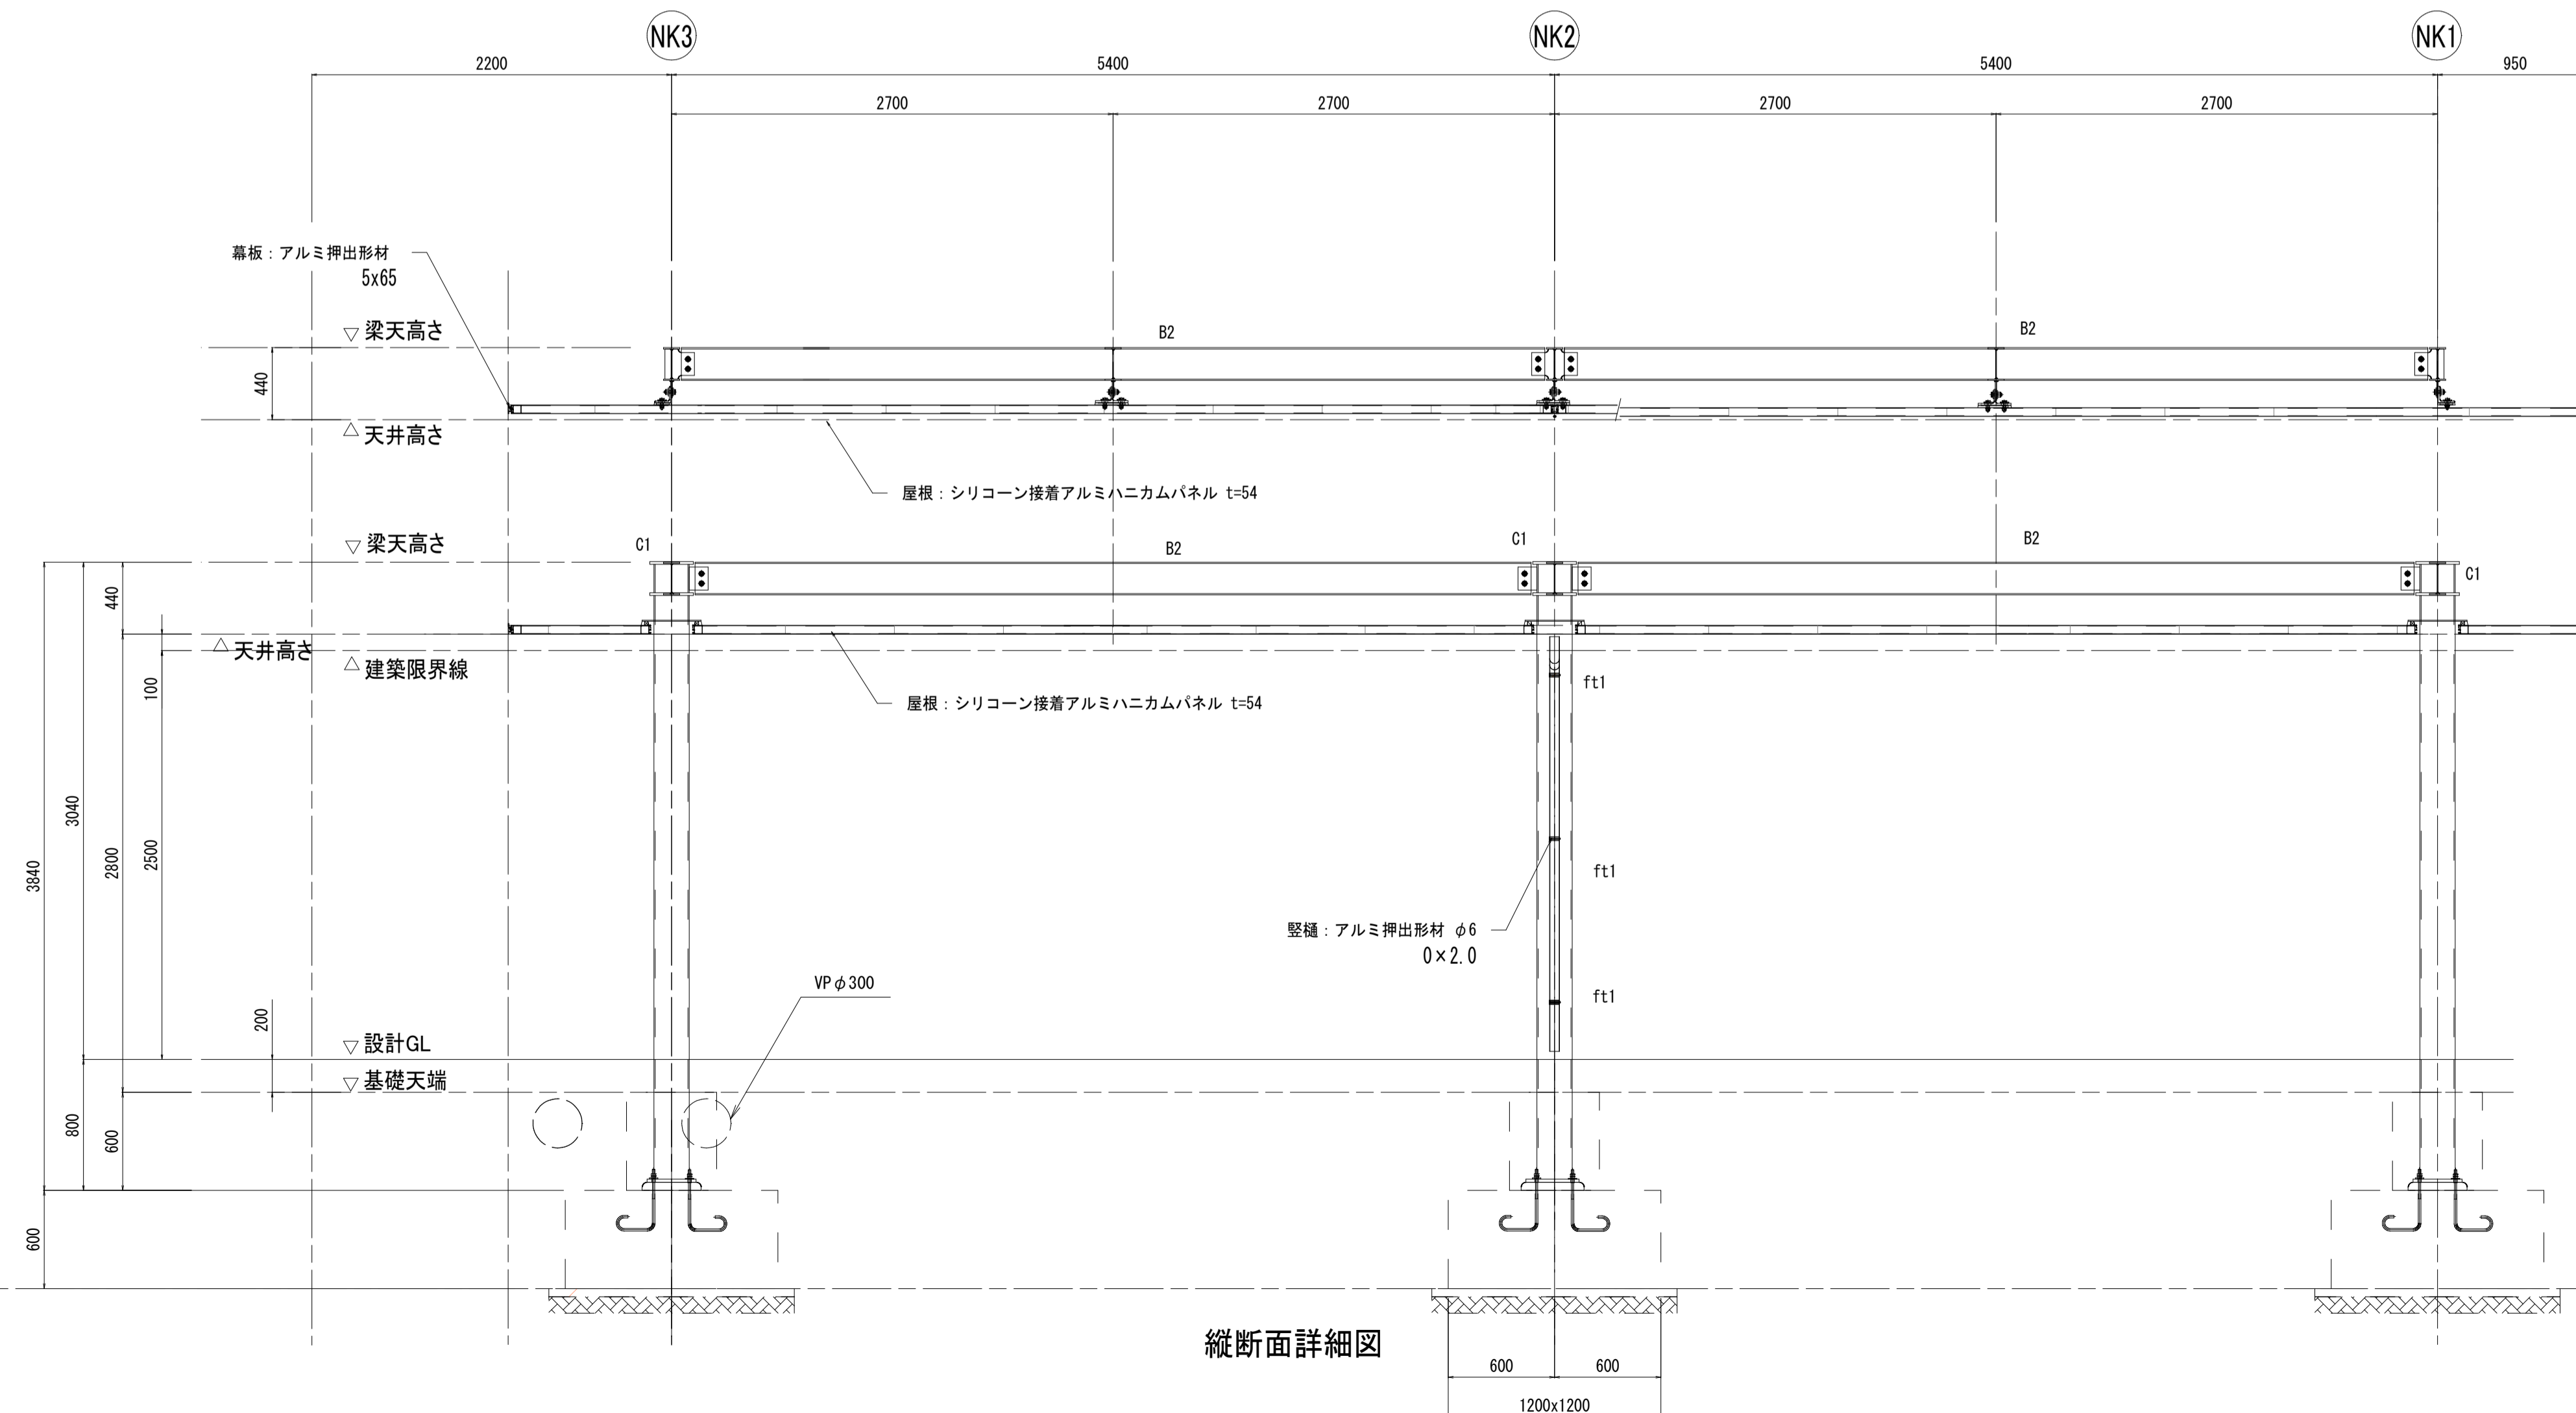 NK3
NK2
NK1
2200
5400
5400
950
2700
2700
2700
2700
幕板：アルミ押出形材
5x65
▽ 梁天高さ
B2
B2
440
△ 天井高さ
屋根：シリコーン接着アルミハニカムパネル t=54
▽ 梁天高さ
C1
B2
C1
B2
C1
440
△ 天井高さ
△ 建築限界線
100
屋根：シリコーン接着アルミハニカムパネル t=54
ft1
3040
3840
2800
2500
ft1
竪樋：アルミ押出形材 φ6
0×2.0
VPφ300
ft1
200
▽ 設計GL
▽ 基礎天端
800
600
600
縦断面詳細図
600
600
1200x1200